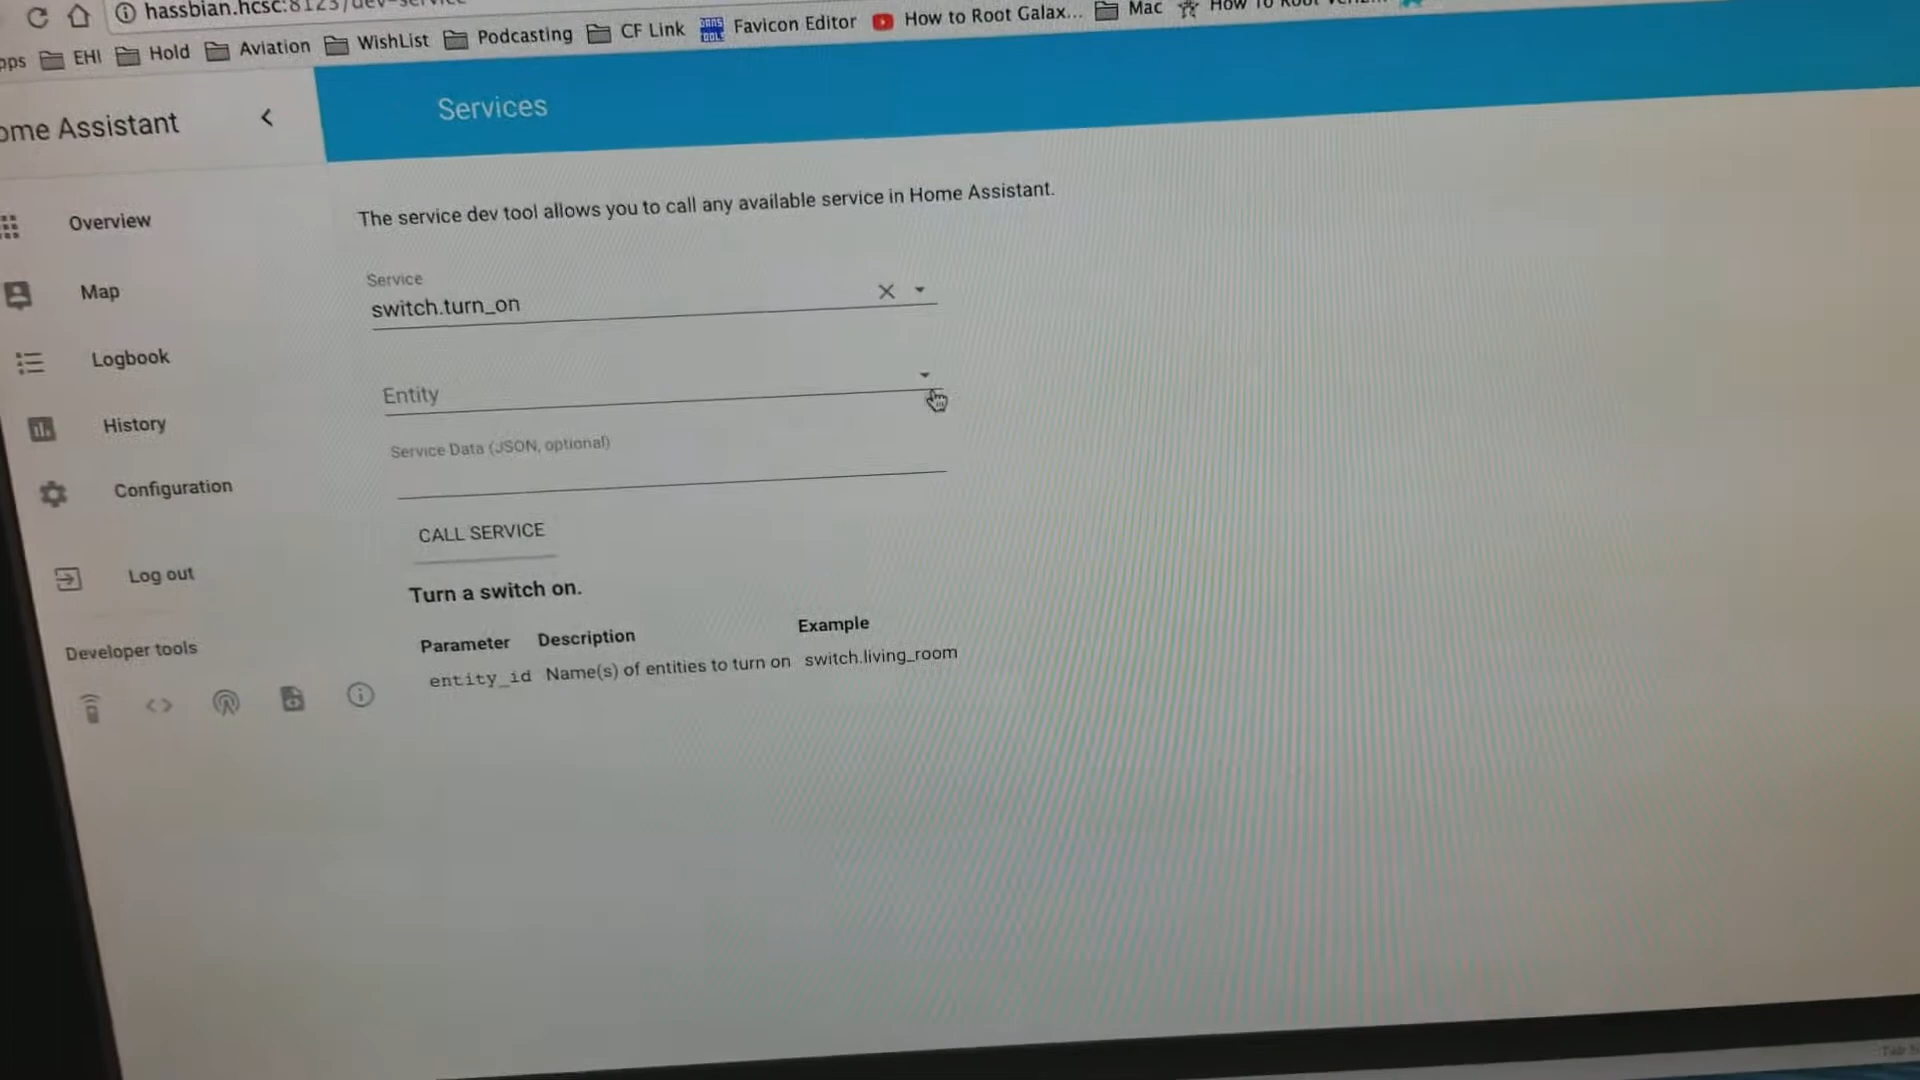 hassbian.hcsc:8123/dev-service
EHI Hold Aviation WishList Podcasting CF Link Favicon Editor How to Root Galax... Mac
Services
Assistant
Overview
Map
Logbook
History
Configuration
Log out
Developer tools
The service dev tool allows you to call any available service in Home Assistant.
Service
switch.turn_on
Entity
Service Data (JSON, optional)
CALL SERVICE
Turn a switch on.
Parameter Description Example
entity_id Name(s) of entities to turn on switch.living_room